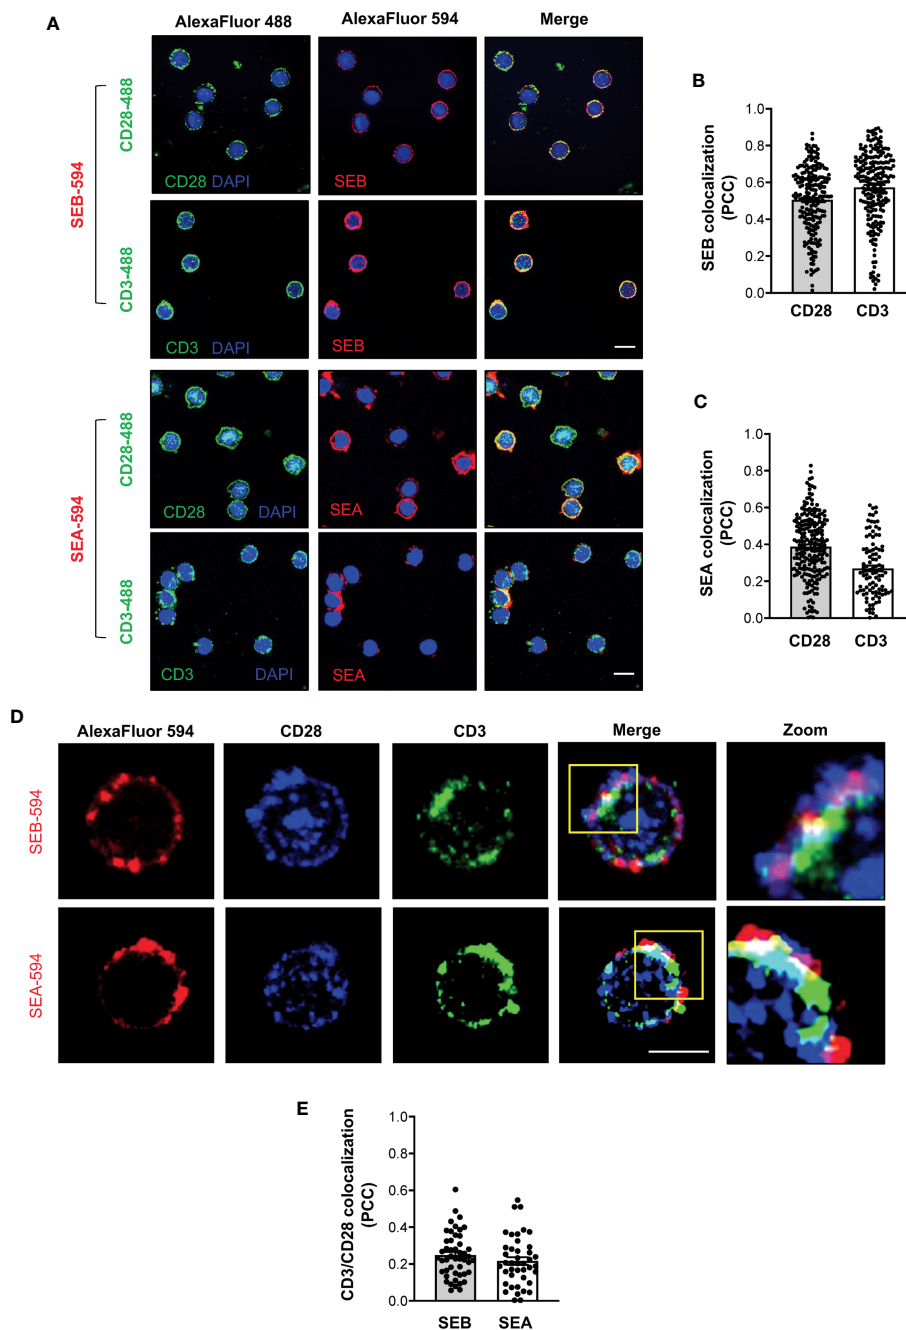 A
AlexaFluor 488
AlexaFluor 594
Merge
SEB-594
CD28-488
CD28 DAPI
SEB
CD3-488
CD3 DAPI
SEB
SEA-594
CD28-488
CD28 DAPI
SEA
CD3-488
CD3 DAPI
SEA
B
SEB colocalization
(PCC)
1.0
0.8
0.6
0.4
0.2
0.0
CD28 CD3
C
SEA colocalization
(PCC)
1.0
0.8
0.6
0.4
0.2
0.0
CD28 CD3
D
AlexaFluor 594
CD28
CD3
Merge
Zoom
SEB-594
SEA-594
E
CD3/CD28 colocalization
(PCC)
1.0
0.8
0.6
0.4
0.2
0.0
SEB SEA